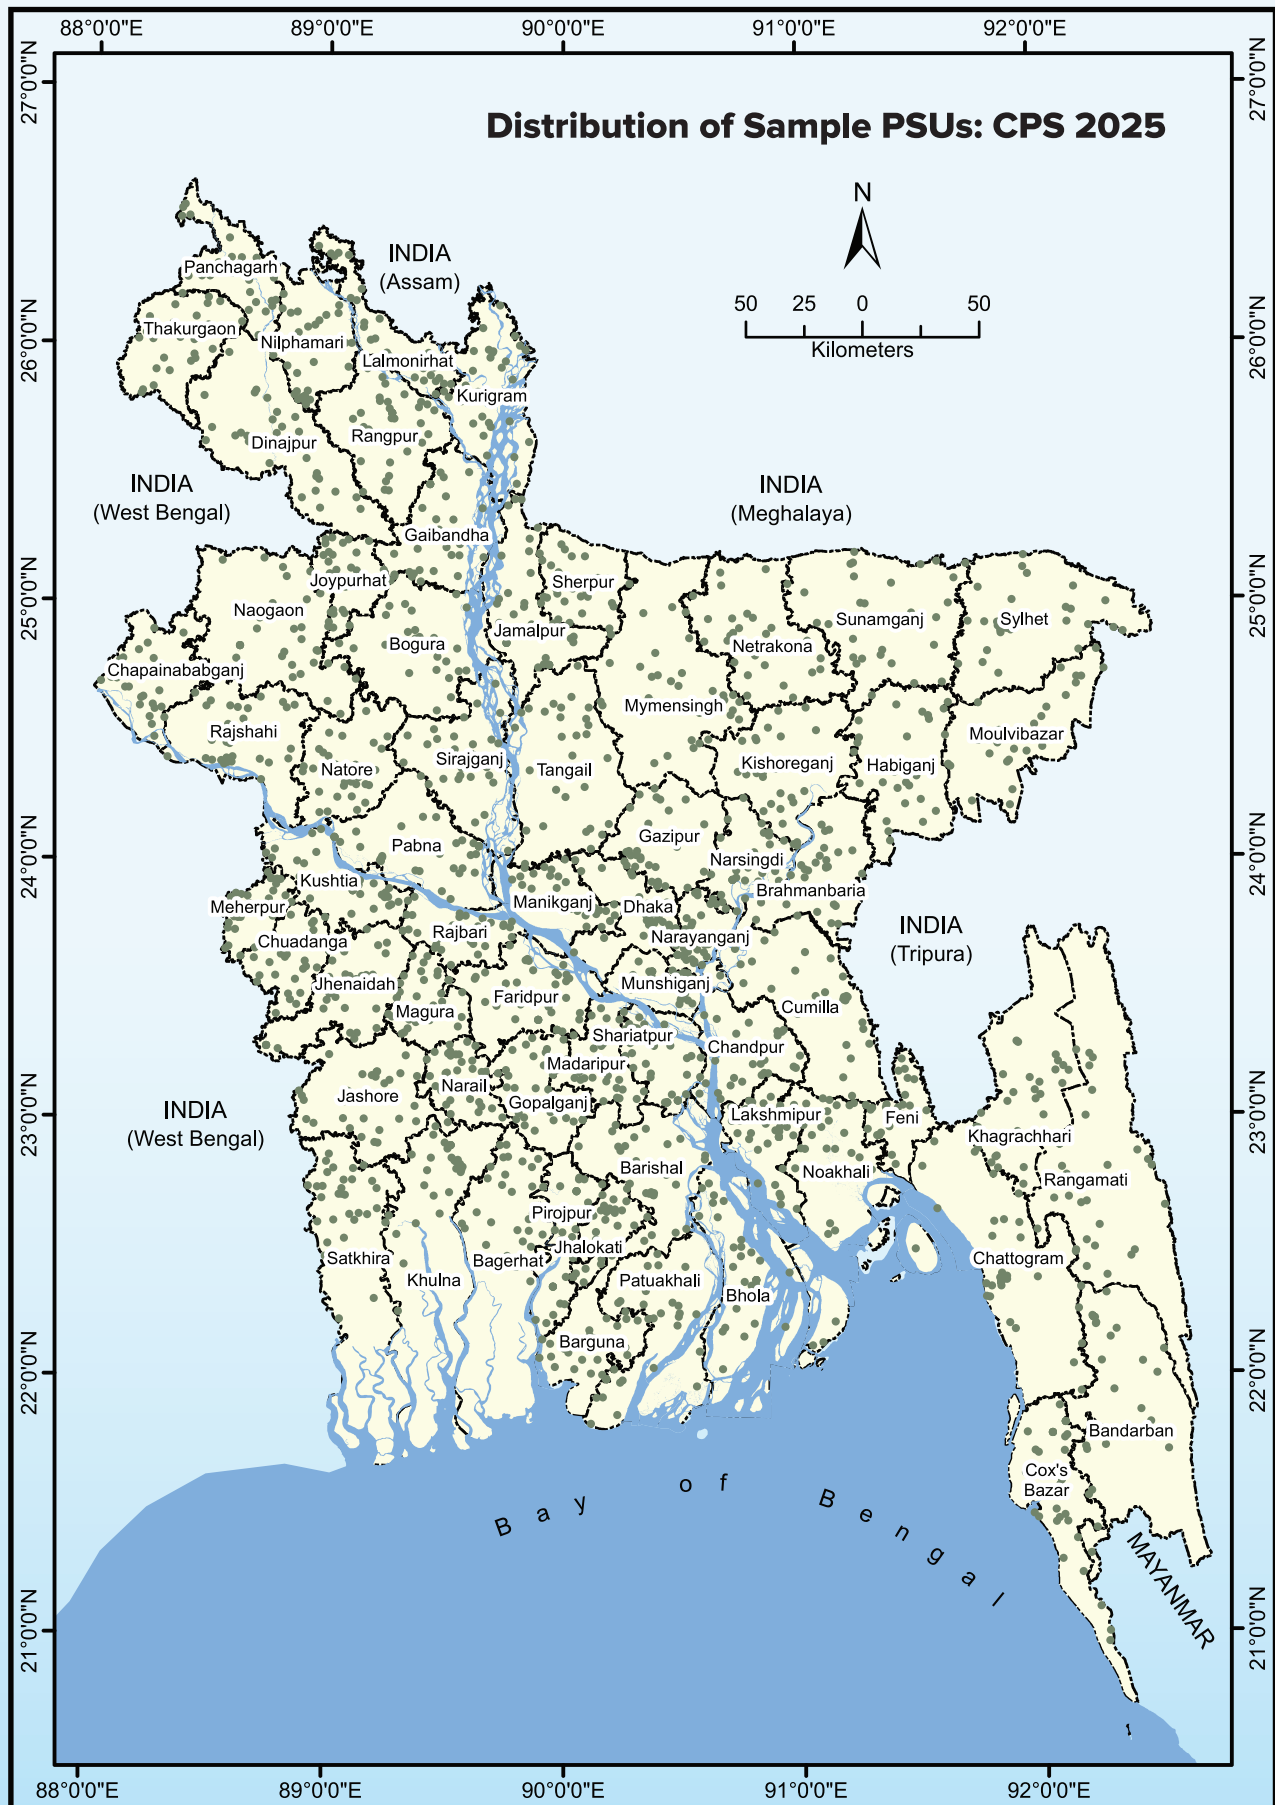 88°0'0"E 89°0'0"E 90°0'0"E 91°0'0"E 92°0'0"E
27°0'0"N 27°0'0"N
Distribution of Sample PSUs: CPS 2025
N
INDIA
(Assam)
Panchagarh
50 25 0 50
Kilometers
Thakurgaon
Nilphamari
26°0'0"N 26°0'0"N
Lalmonirhat
Kurigram
Dinajpur
Rangpur
INDIA
(West Bengal)
INDIA
(Meghalaya)
Gaibandha
Joypurhat
Sherpur
25°0'0"N 25°0'0"N
Naogaon
Jamalpur
Bogura
Sunamganj
Sylhet
Netrakona
Chapainababganj
Mymensingh
Rajshahi
Moulvibazar
Natore
Sirajganj
Tangail
Kishoreganj
Habiganj
Gazipur
Pabna
24°0'0"N 24°0'0"N
Narsingdi
Kushtia
Brahmanbaria
Meherpur
Manikganj
Dhaka
Chuadanga
Rajbari
Narayanganj
INDIA
(Tripura)
Jhenaidah
Munshiganj
Magura
Faridpur
Cumilla
Shariatpur
Chandpur
Madaripur
Jashore
Narail
Gopalganj
23°0'0"N 23°0'0"N
INDIA
(West Bengal)
Lakshmipur
Feni
Khagrachhari
Barishal
Noakhali
Rangamati
Pirojpur
Jhalokati
Satkhira
Khulna
Bagerhat
Patuakhali
Bhola
Chattogram
Barguna
22°0'0"N 22°0'0"N
Bandarban
Cox's
Bazar
Bay of Bengal
MAYANMAR
21°0'0"N 21°0'0"N
88°0'0"E 89°0'0"E 90°0'0"E 91°0'0"E 92°0'0"E